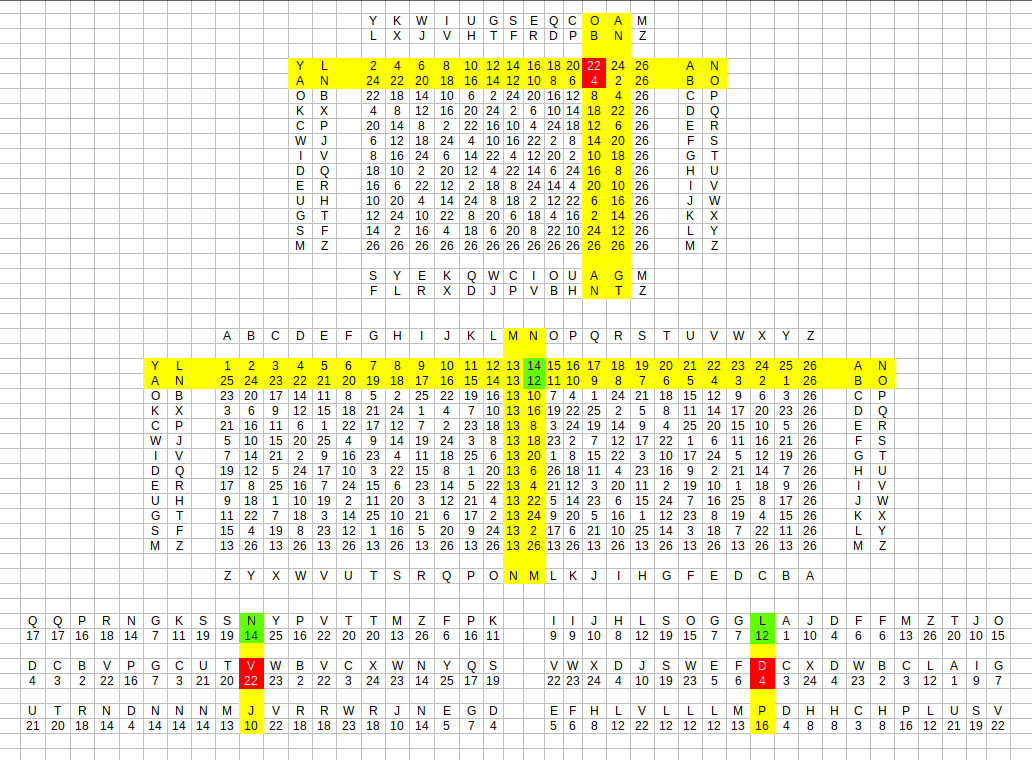 Y K W I U G S E Q C O A M
L X J V H T F R D P B N Z
Y L 2 4 6 8 10 12 14 16 18 20 22 24 26 A N
A N 24 22 20 18 16 14 12 10 8 6 4 2 26 B O
O B 22 18 14 10 6 2 24 20 16 12 8 4 26 C P
K X 4 8 12 16 20 24 2 6 10 14 18 22 26 D Q
C P 20 14 8 2 22 16 10 4 24 18 12 6 26 E R
W J 6 12 18 24 4 10 16 22 2 8 14 20 26 F S
I V 8 16 24 6 14 22 4 12 20 2 10 18 26 G T
D Q 18 10 2 20 12 4 22 14 6 24 16 8 26 H U
E R 16 6 22 12 2 18 8 24 14 4 20 10 26 I V
U H 10 20 4 14 24 8 18 2 12 22 6 16 26 J W
G T 12 24 10 22 8 20 6 18 4 16 2 14 26 K X
S F 14 2 16 4 18 6 20 8 22 10 24 12 26 L Y
M Z 26 26 26 26 26 26 26 26 26 26 26 26 26 M Z
S Y E K Q W C I O U A G M
F L R X D J P V B H N T Z
A B C D E F G H I J K L M N O P Q R S T U V W X Y Z
Y L 1 2 3 4 5 6 7 8 9 10 11 12 13 14 15 16 17 18 19 20 21 22 23 24 25 26 A N
A N 25 24 23 22 21 20 19 18 17 16 15 14 13 12 11 10 9 8 7 6 5 4 3 2 1 26 B O
O B 23 20 17 14 11 8 5 2 25 22 19 16 13 10 7 4 1 24 21 18 15 12 9 6 3 26 C P
K X 3 6 9 12 15 18 21 24 1 4 7 10 13 16 19 22 25 2 5 8 11 14 17 20 23 26 D Q
C P 21 16 11 6 1 22 17 12 7 2 23 18 13 8 3 24 19 14 9 4 25 20 15 10 5 26 E R
W J 5 10 15 20 25 4 9 14 19 24 3 8 13 18 23 2 7 12 17 22 1 6 11 16 21 26 F S
I V 7 14 21 2 9 16 23 4 11 18 25 6 13 20 1 8 15 22 3 10 17 24 5 12 19 26 G T
D Q 19 12 5 24 17 10 3 22 15 8 1 20 13 6 26 18 11 4 23 16 9 2 21 14 7 26 H U
E R 17 8 25 16 7 24 15 6 23 14 5 22 13 4 21 12 3 20 11 2 19 10 1 18 9 26 I V
U H 9 18 1 10 19 2 11 20 3 12 21 4 13 22 5 14 23 6 15 24 7 16 25 8 17 26 J W
G T 11 22 7 18 3 14 25 10 21 6 17 2 13 24 9 20 5 16 1 12 23 8 19 4 15 26 K X
S F 15 4 19 8 23 12 1 16 5 20 9 24 13 2 17 6 21 10 25 14 3 18 7 22 11 26 L Y
M Z 13 26 13 26 13 26 13 26 13 26 13 26 13 26 13 26 13 26 13 26 13 26 13 26 13 26 M Z
Z Y X W V U T S R Q P O N M L K J I H G F E D C B A
Q Q P R N G K S S N Y P V T T M Z F P K I I J H L S O G G L A J D F F M Z T J O
17 17 16 18 14 7 11 19 19 14 25 16 22 20 20 13 26 6 16 11 9 9 10 8 12 19 15 7 7 12 1 10 4 6 6 13 26 20 10 15
D C B V P G C U T V W B V C X W N Y Q S V W X D J S W E F D C X D W B C L A I G
4 3 2 22 16 7 3 21 20 22 23 2 22 3 24 23 14 25 17 19 22 23 24 4 10 19 23 5 6 4 3 24 4 23 2 3 12 1 9 7
U T R N D N N N M J V R R W R J N E G D E F H L V L L L M P D H H C H P L U S V
21 20 18 14 4 14 14 14 13 10 22 18 18 23 18 10 14 5 7 4 5 6 8 12 22 12 12 12 13 16 4 8 8 3 8 16 12 21 19 22